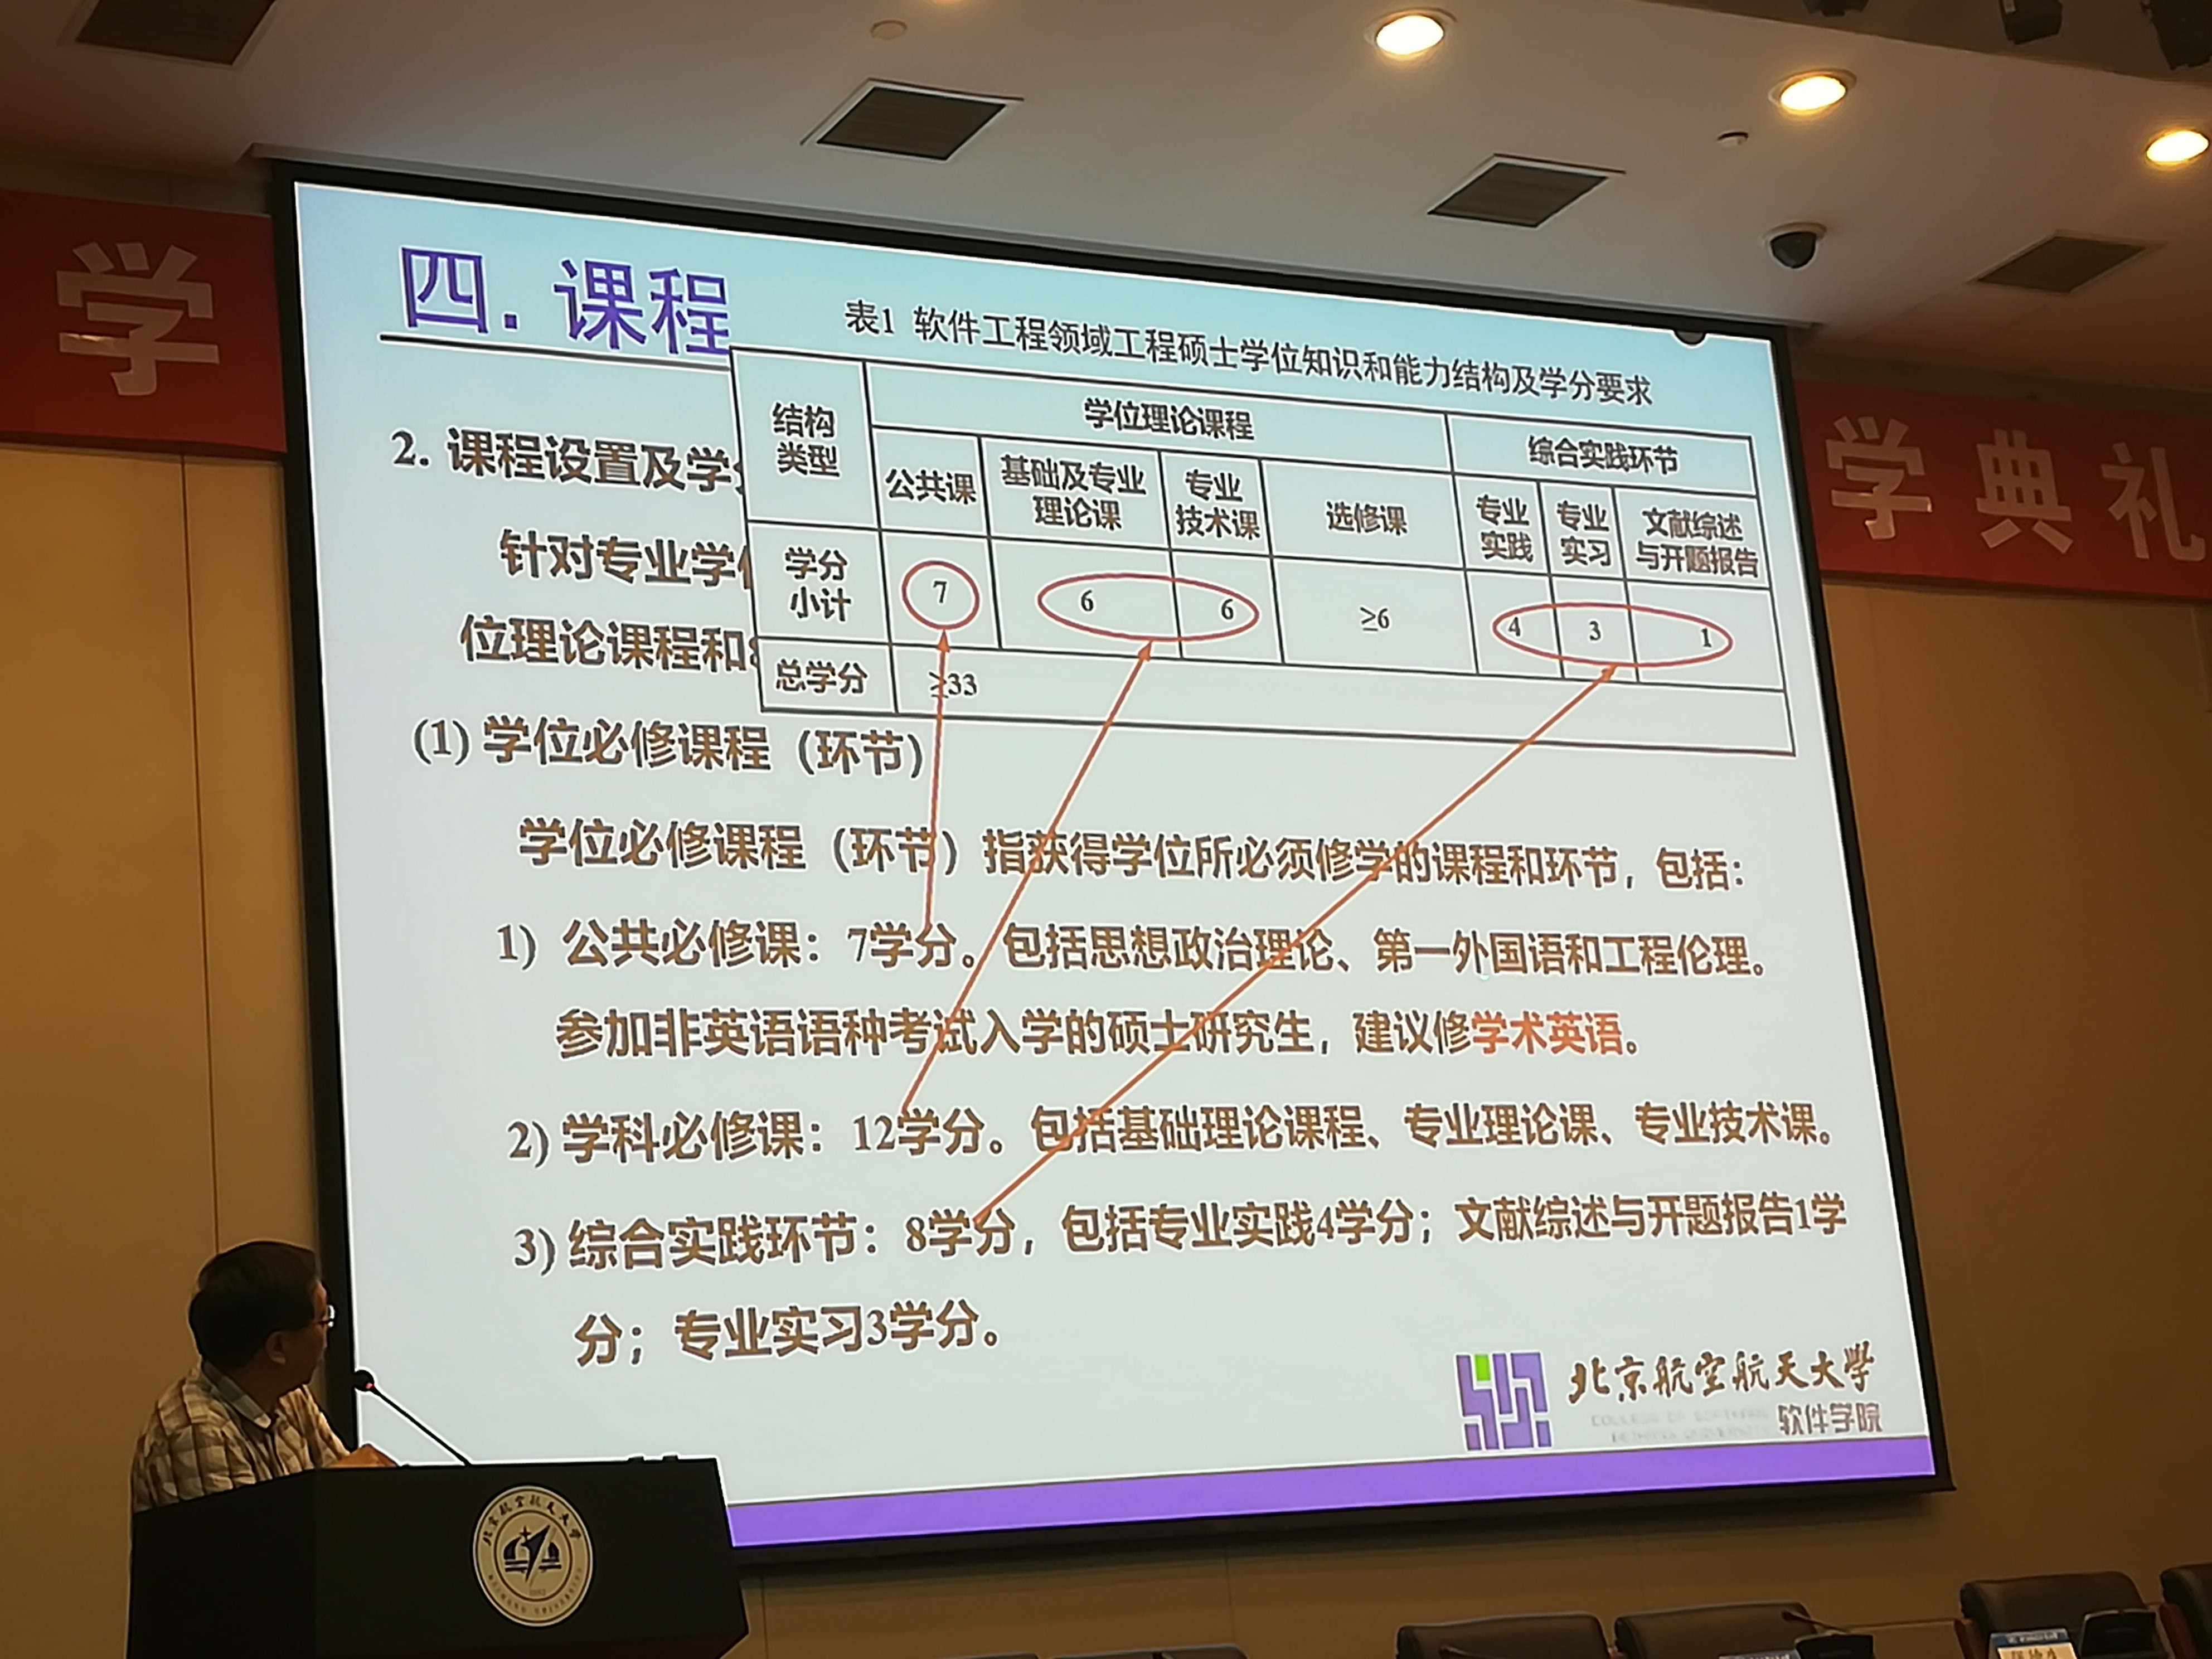 学
学典礼
四. 课程
表1 软件工程领域工程硕士学位知识和能力结构及学分要求
结构
类型
学位理论课程
综合实践环节
公共课
基础及专业
理论课
专业
技术课
选修课
专业
实践
专业
实习
文献综述
与开题报告
学分
小计
7
6
6
≥6
4
3
1
总学分
≥33
2. 课程设置及学
针对专业学
位理论课程和
(1) 学位必修课程（环节）
学位必修课程（环节）指获得学位所必须修学的课程和环节，包括：
1) 公共必修课：7学分。包括思想政治理论、第一外国语和工程伦理。
参加非英语语种考试入学的硕士研究生，建议修学术英语。
2) 学科必修课：12学分。包括基础理论课程、专业理论课、专业技术课。
3) 综合实践环节：8学分，包括专业实践4学分；文献综述与开题报告1学
分；专业实习3学分。
北京航空航天大学
软件学院
北京航空航天大学
1952